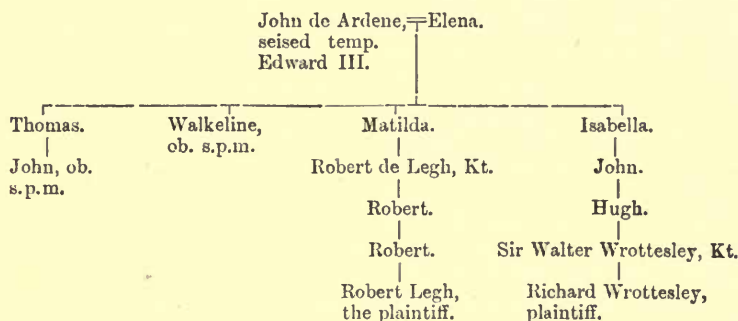 John de Ardene,=Elena.
seised temp.
Edward III.
Thomas. Walkeline, Matilda. Isabella.
ob. s.p.m.
John, ob. Robert de Legh, Kt. John.
s.p.m.
Robert. Hugh.
Robert. Sir Walter Wrottesley, Kt.
Robert Legh, Richard Wrottesley,
the plaintiff. plaintiff.